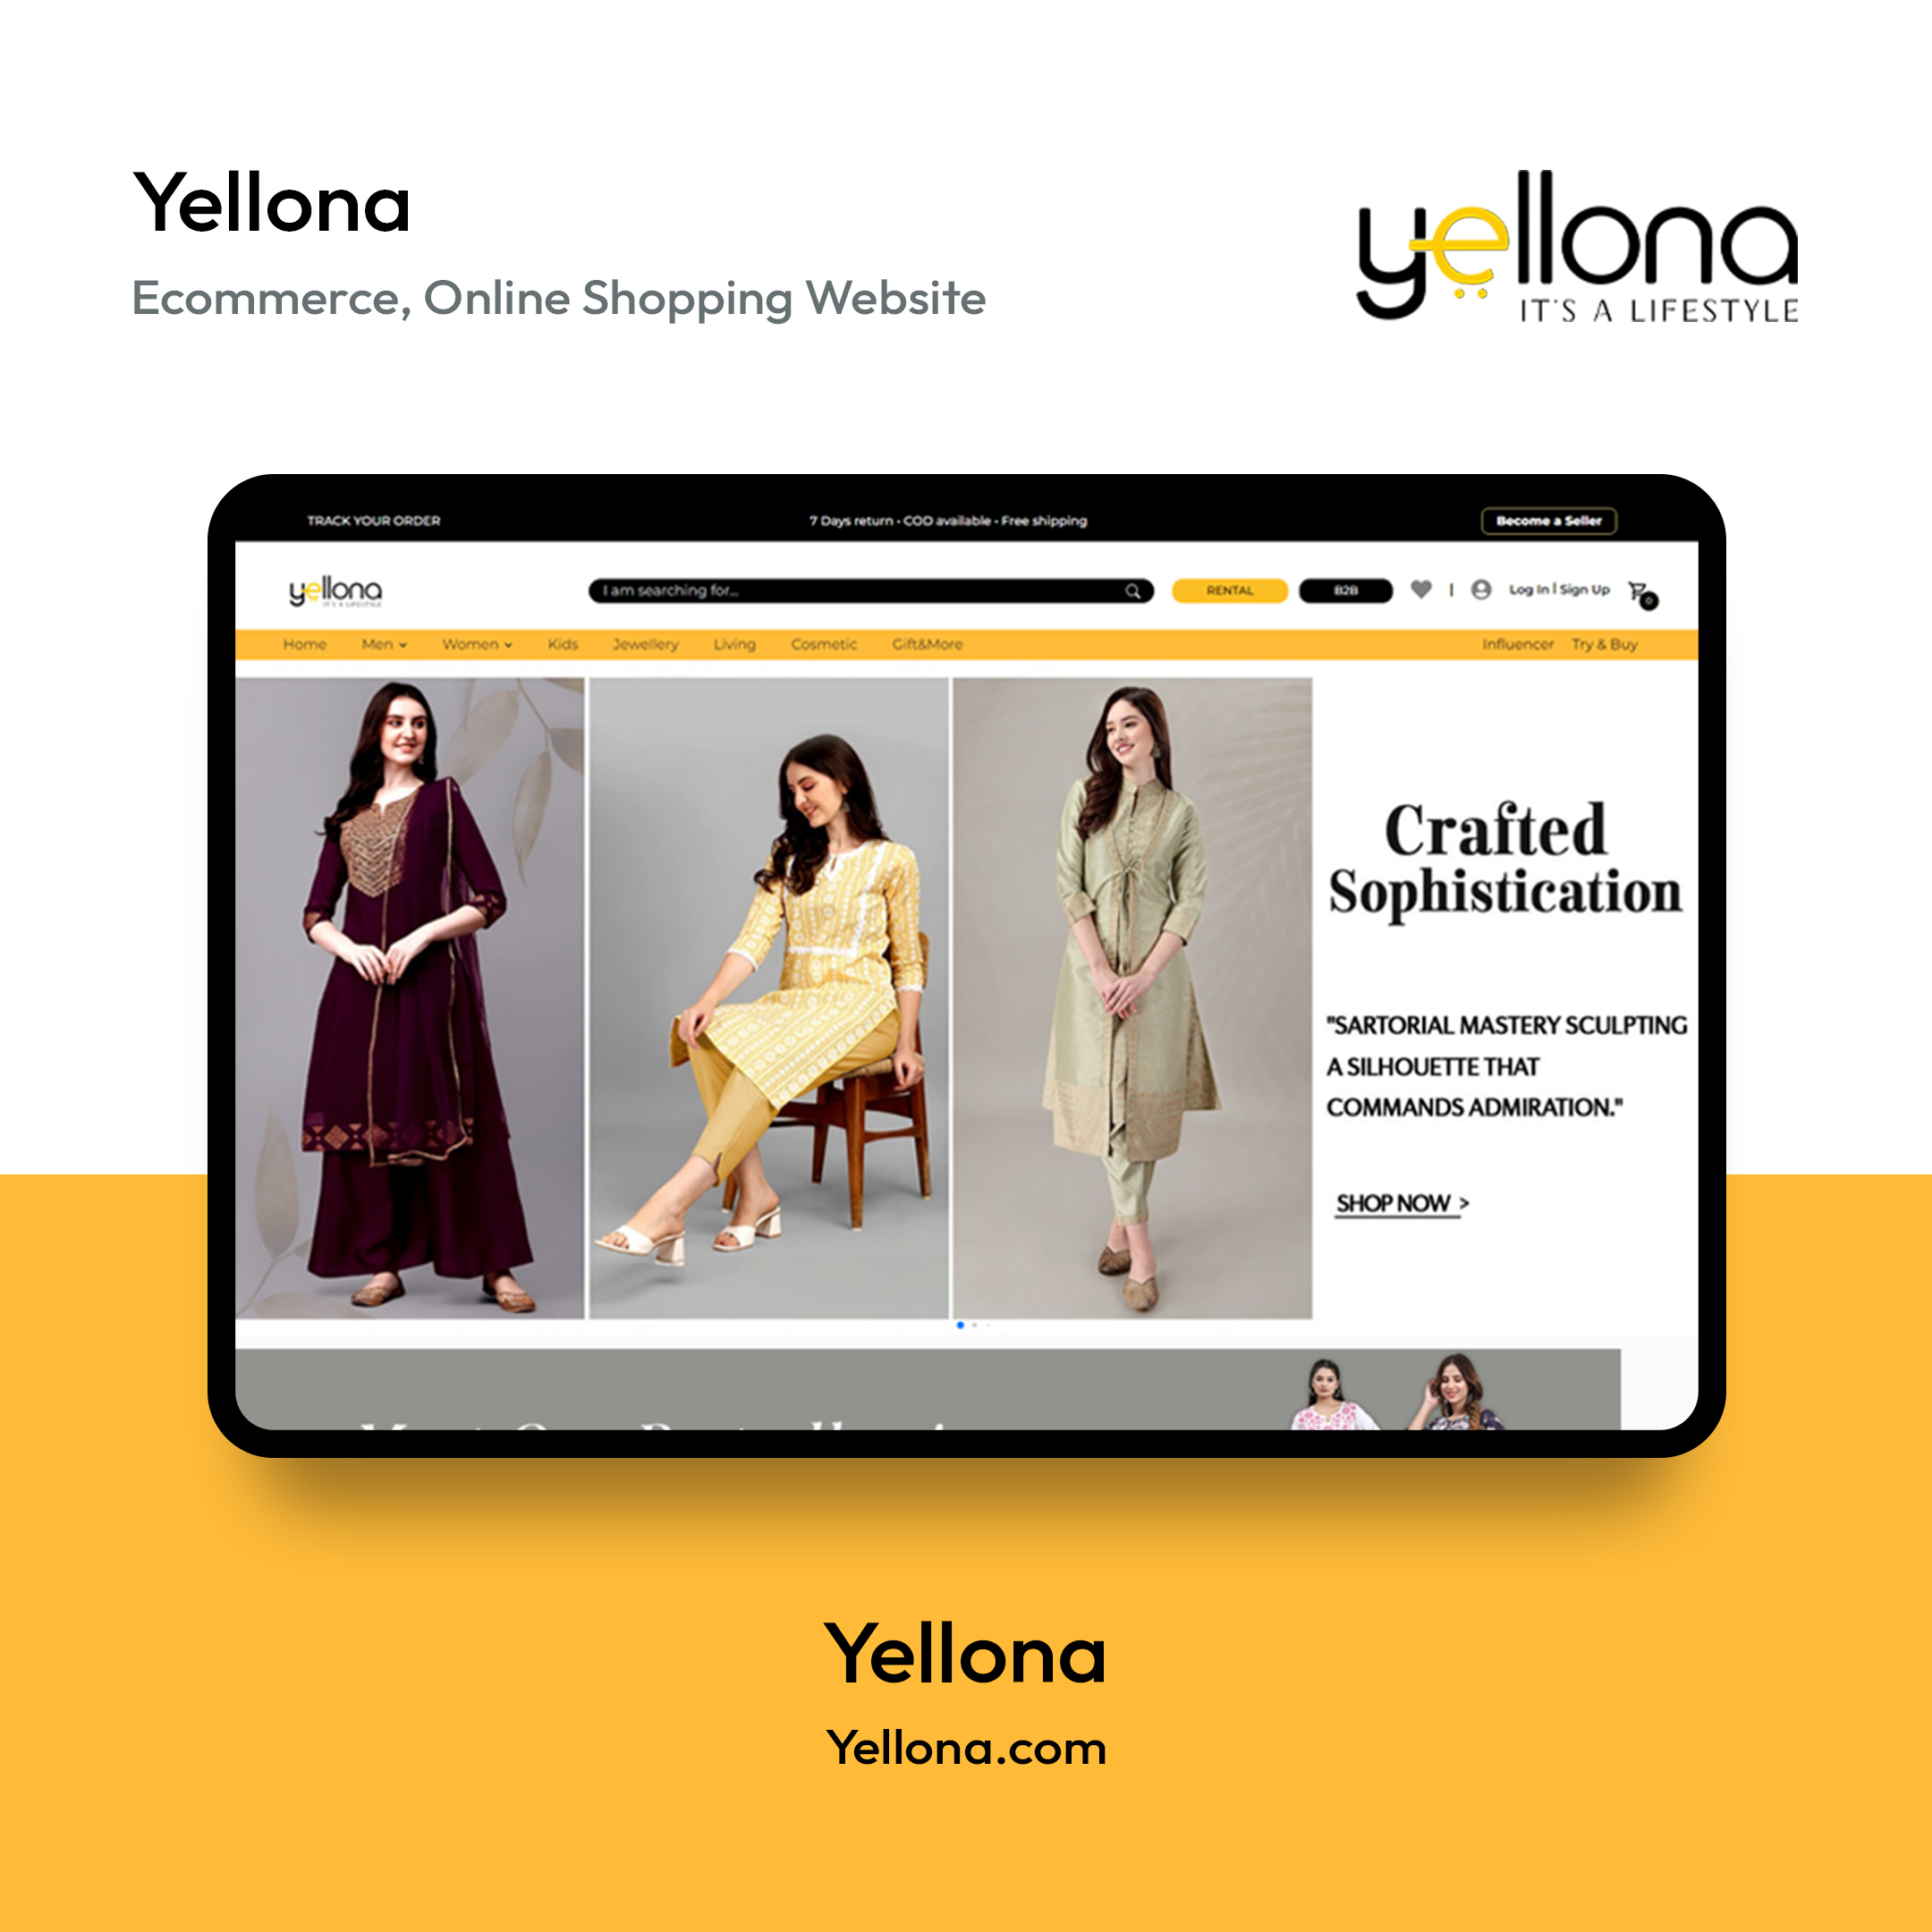 Yellona
Ecommerce, Online Shopping Website
yellona
IT'S A LIFESTYLE
TRACK YOUR ORDER
7 Days return - COD available - Free shipping
Become a Seller
yellona
IT'S A LIFESTYLE
I am searching for...
RENTAL
B2B
Log In | Sign Up
0
Home Men Women Kids Jewellery Living Cosmetic Gift&More
Influencer Try & Buy
Crafted
Sophistication
"SARTORIAL MASTERY SCULPTING
A SILHOUETTE THAT
COMMANDS ADMIRATION."
SHOP NOW >
Yellona
Yellona.com